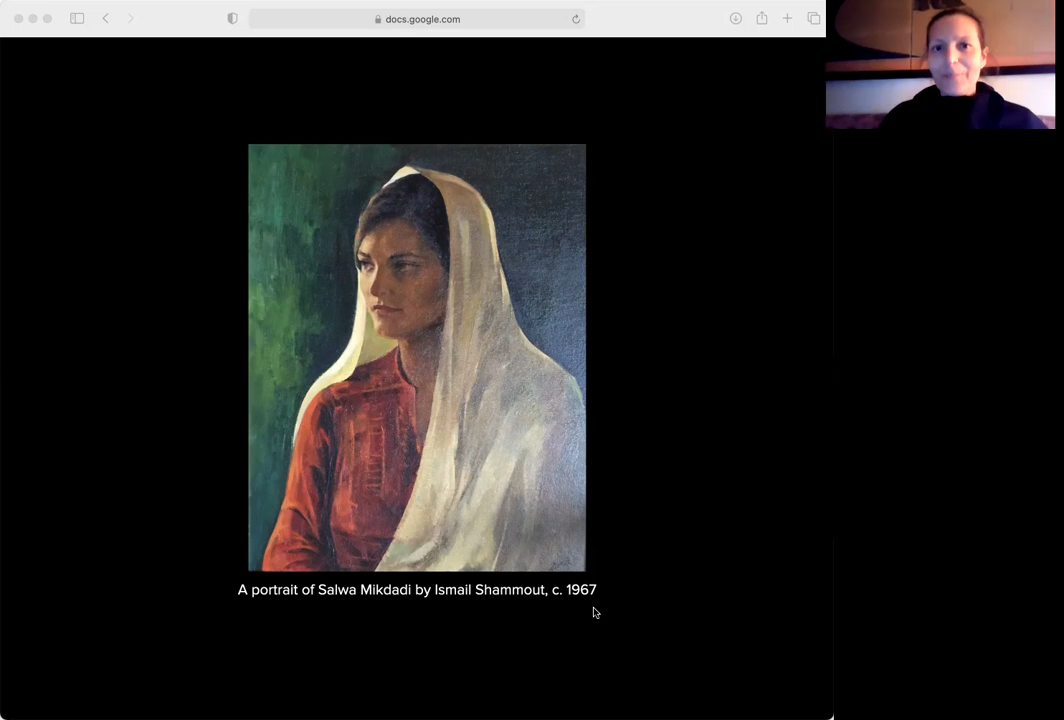 docs.google.com
A portrait of Salwa Mikdadi by Ismail Shammout, c. 1967